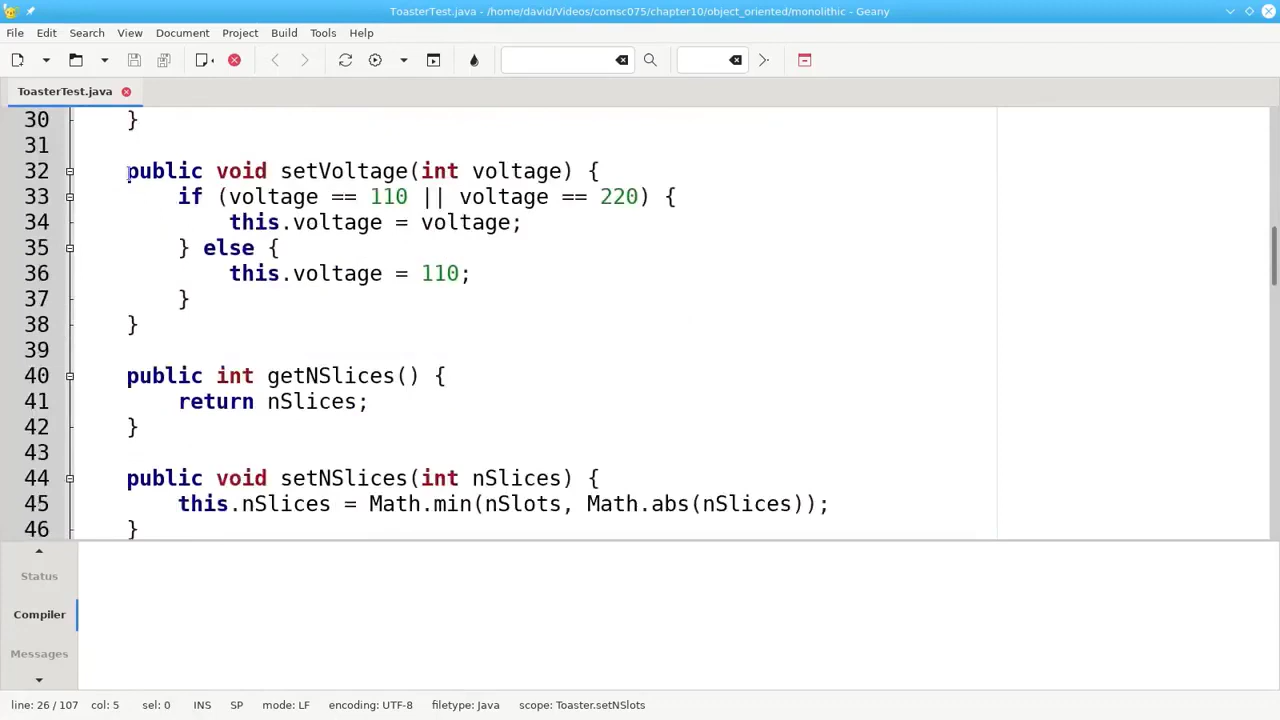 ToasterTest.java - /home/david/Videos/comsc075/chapter10/object_oriented/monolithic - Geany
File Edit Search View Document Project Build Tools Help
ToasterTest.java
30 }
31
32 public void setVoltage(int voltage) {
33 if (voltage == 110 || voltage == 220) {
34 this.voltage = voltage;
35 } else {
36 this.voltage = 110;
37 }
38 }
39
40 public int getNSlices() {
41 return nSlices;
42 }
43
44 public void setNSlices(int nSlices) {
45 this.nSlices = Math.min(nSlots, Math.abs(nSlices));
46 }
Status
Compiler
Messages
line: 26 / 107 col: 5 sel: 0 INS SP mode: LF encoding: UTF-8 filetype: Java scope: Toaster.setNSlots